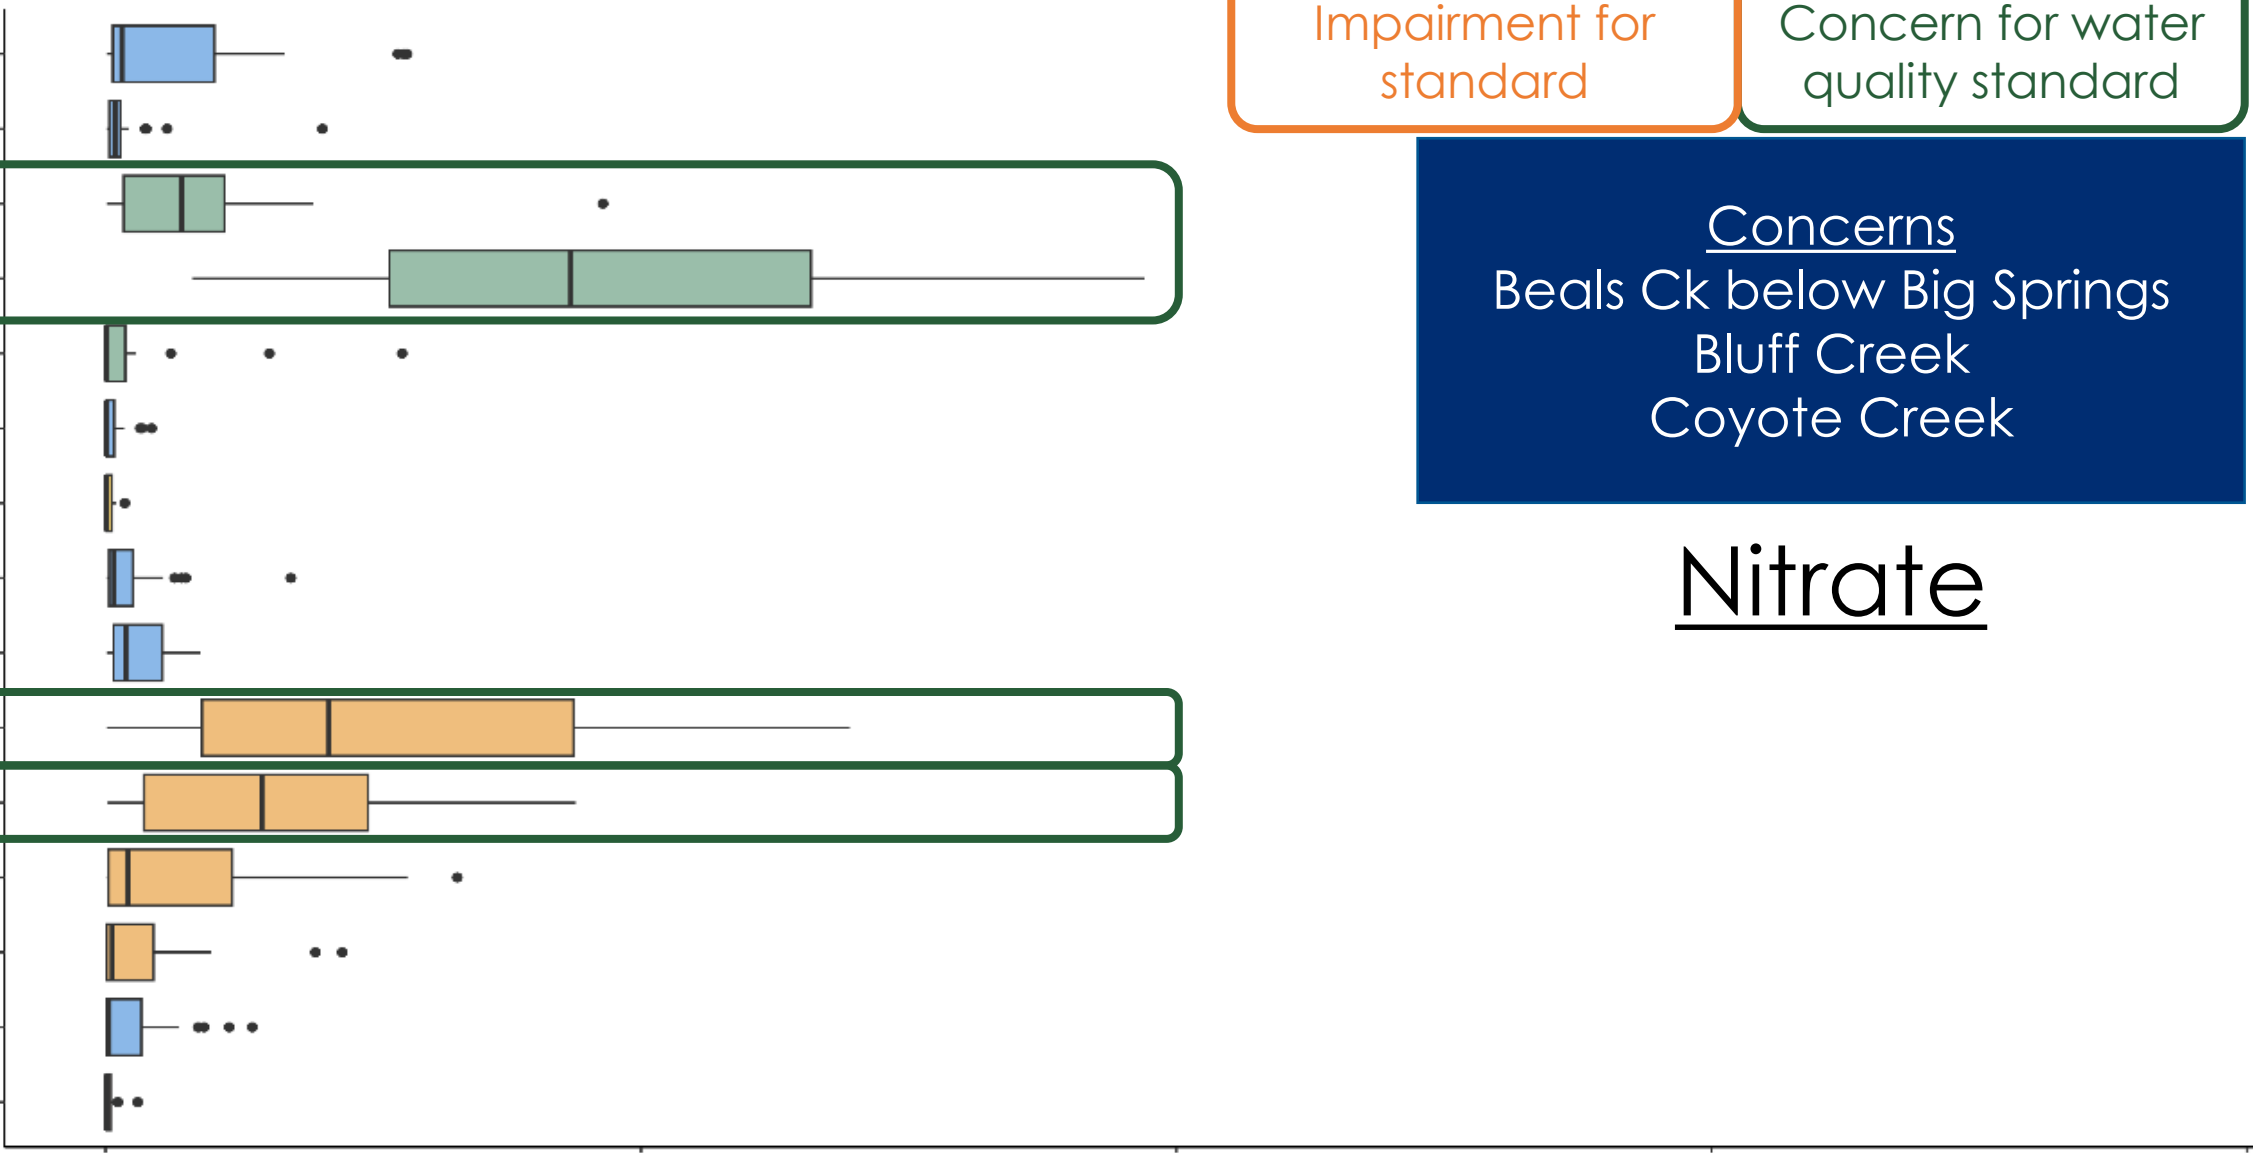 Impairment for
standard
Concern for water
quality standard
Concerns
Beals Ck below Big Springs
Bluff Creek
Coyote Creek
Nitrate